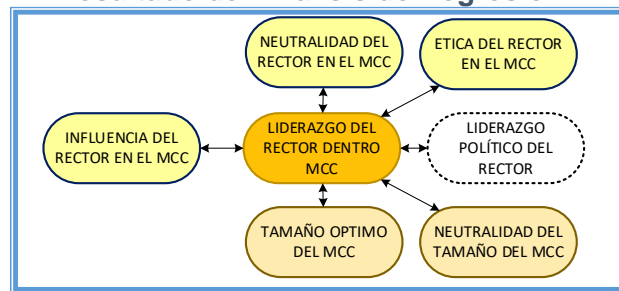 NEUTRALIDAD DEL
RECTOR EN EL MCC
ETICA DEL RECTOR
EN EL MCC
INFLUENCIA DEL
RECTOR EN EL MCC
LIDERAZGO DEL
RECTOR DENTRO
MCC
LIDERAZGO
POLÍTICO DEL
RECTOR
TAMAÑO OPTIMO
DEL MCC
NEUTRALIDAD DEL
TAMAÑO DEL MCC